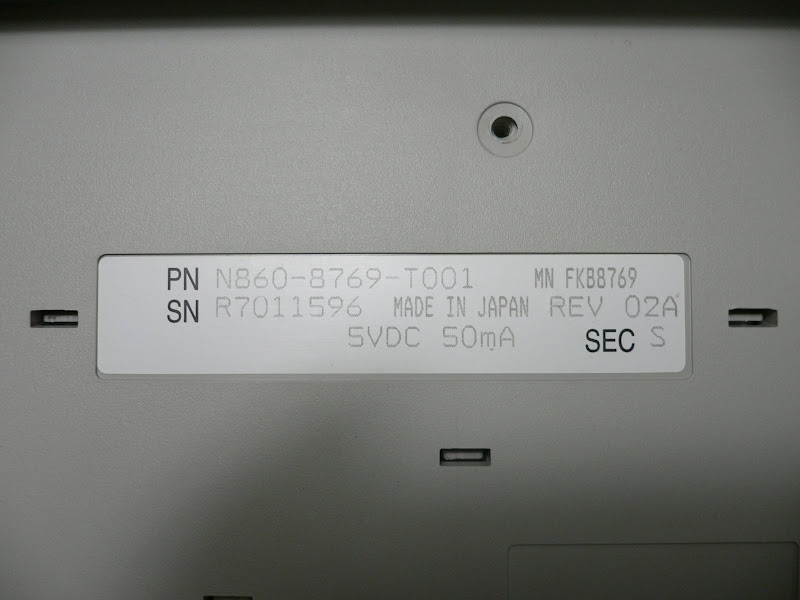 PN N860-8769-T001 MN FKB8769
SN R7011596 MADE IN JAPAN REV 02A
5VDC 50mA SEC S